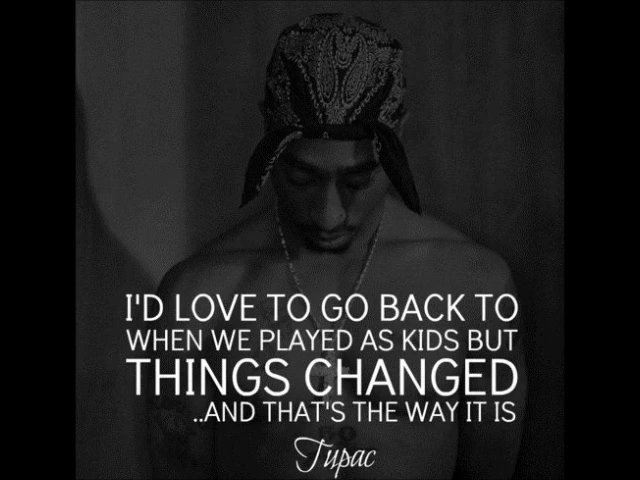 I'D LOVE TO GO BACK TO
WHEN WE PLAYED AS KIDS BUT
THINGS CHANGED
..AND THAT'S THE WAY IT IS
Tupac